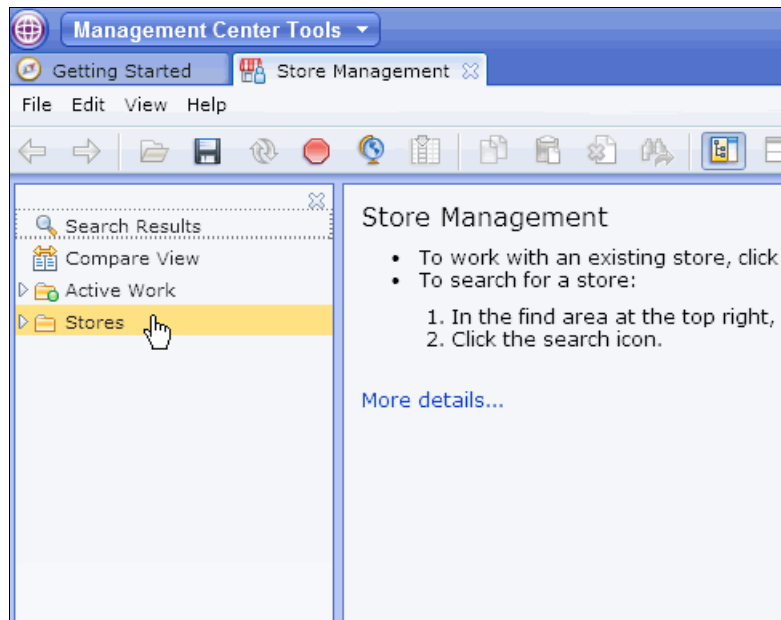 Management Center Tools
Getting Started
Store Management
File Edit View Help
Search Results
Compare View
Active Work
Stores
Store Management
• To work with an existing store, click
• To search for a store:
1. In the find area at the top right,
2. Click the search icon.
More details...